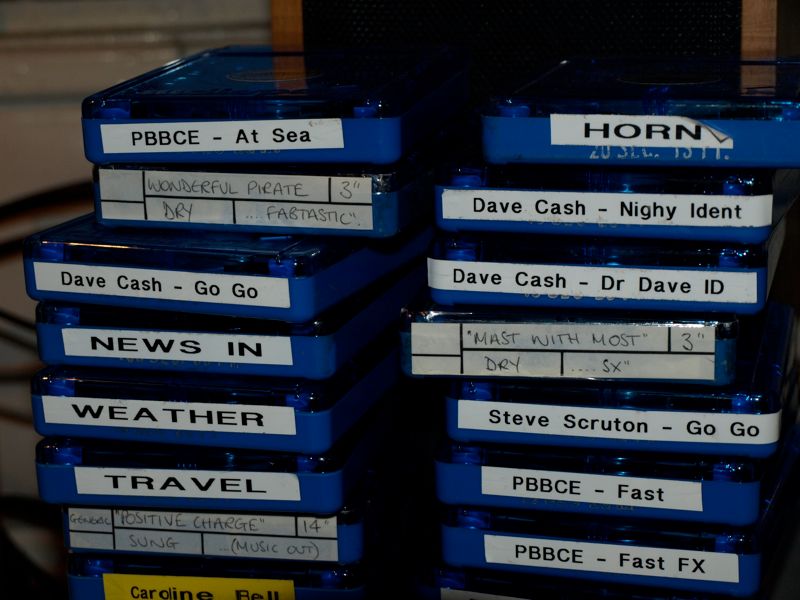 PBBCE - At Sea
WONDERFUL PIRATE 3"
DRY ....FABTASTIC"..
Dave Cash - Go Go
NEWS IN
WEATHER
TRAVEL
GENERAL "POSITIVE CHARGE" 14"
SUNG ...(MUSIC OUT)
Caroline Bell
HORN
Dave Cash - Nighy Ident
Dave Cash - Dr Dave ID
"MAST WITH MOST" 3"
DRY ....SX"
Steve Scruton - Go Go
PBBCE - Fast
PBBCE - Fast FX